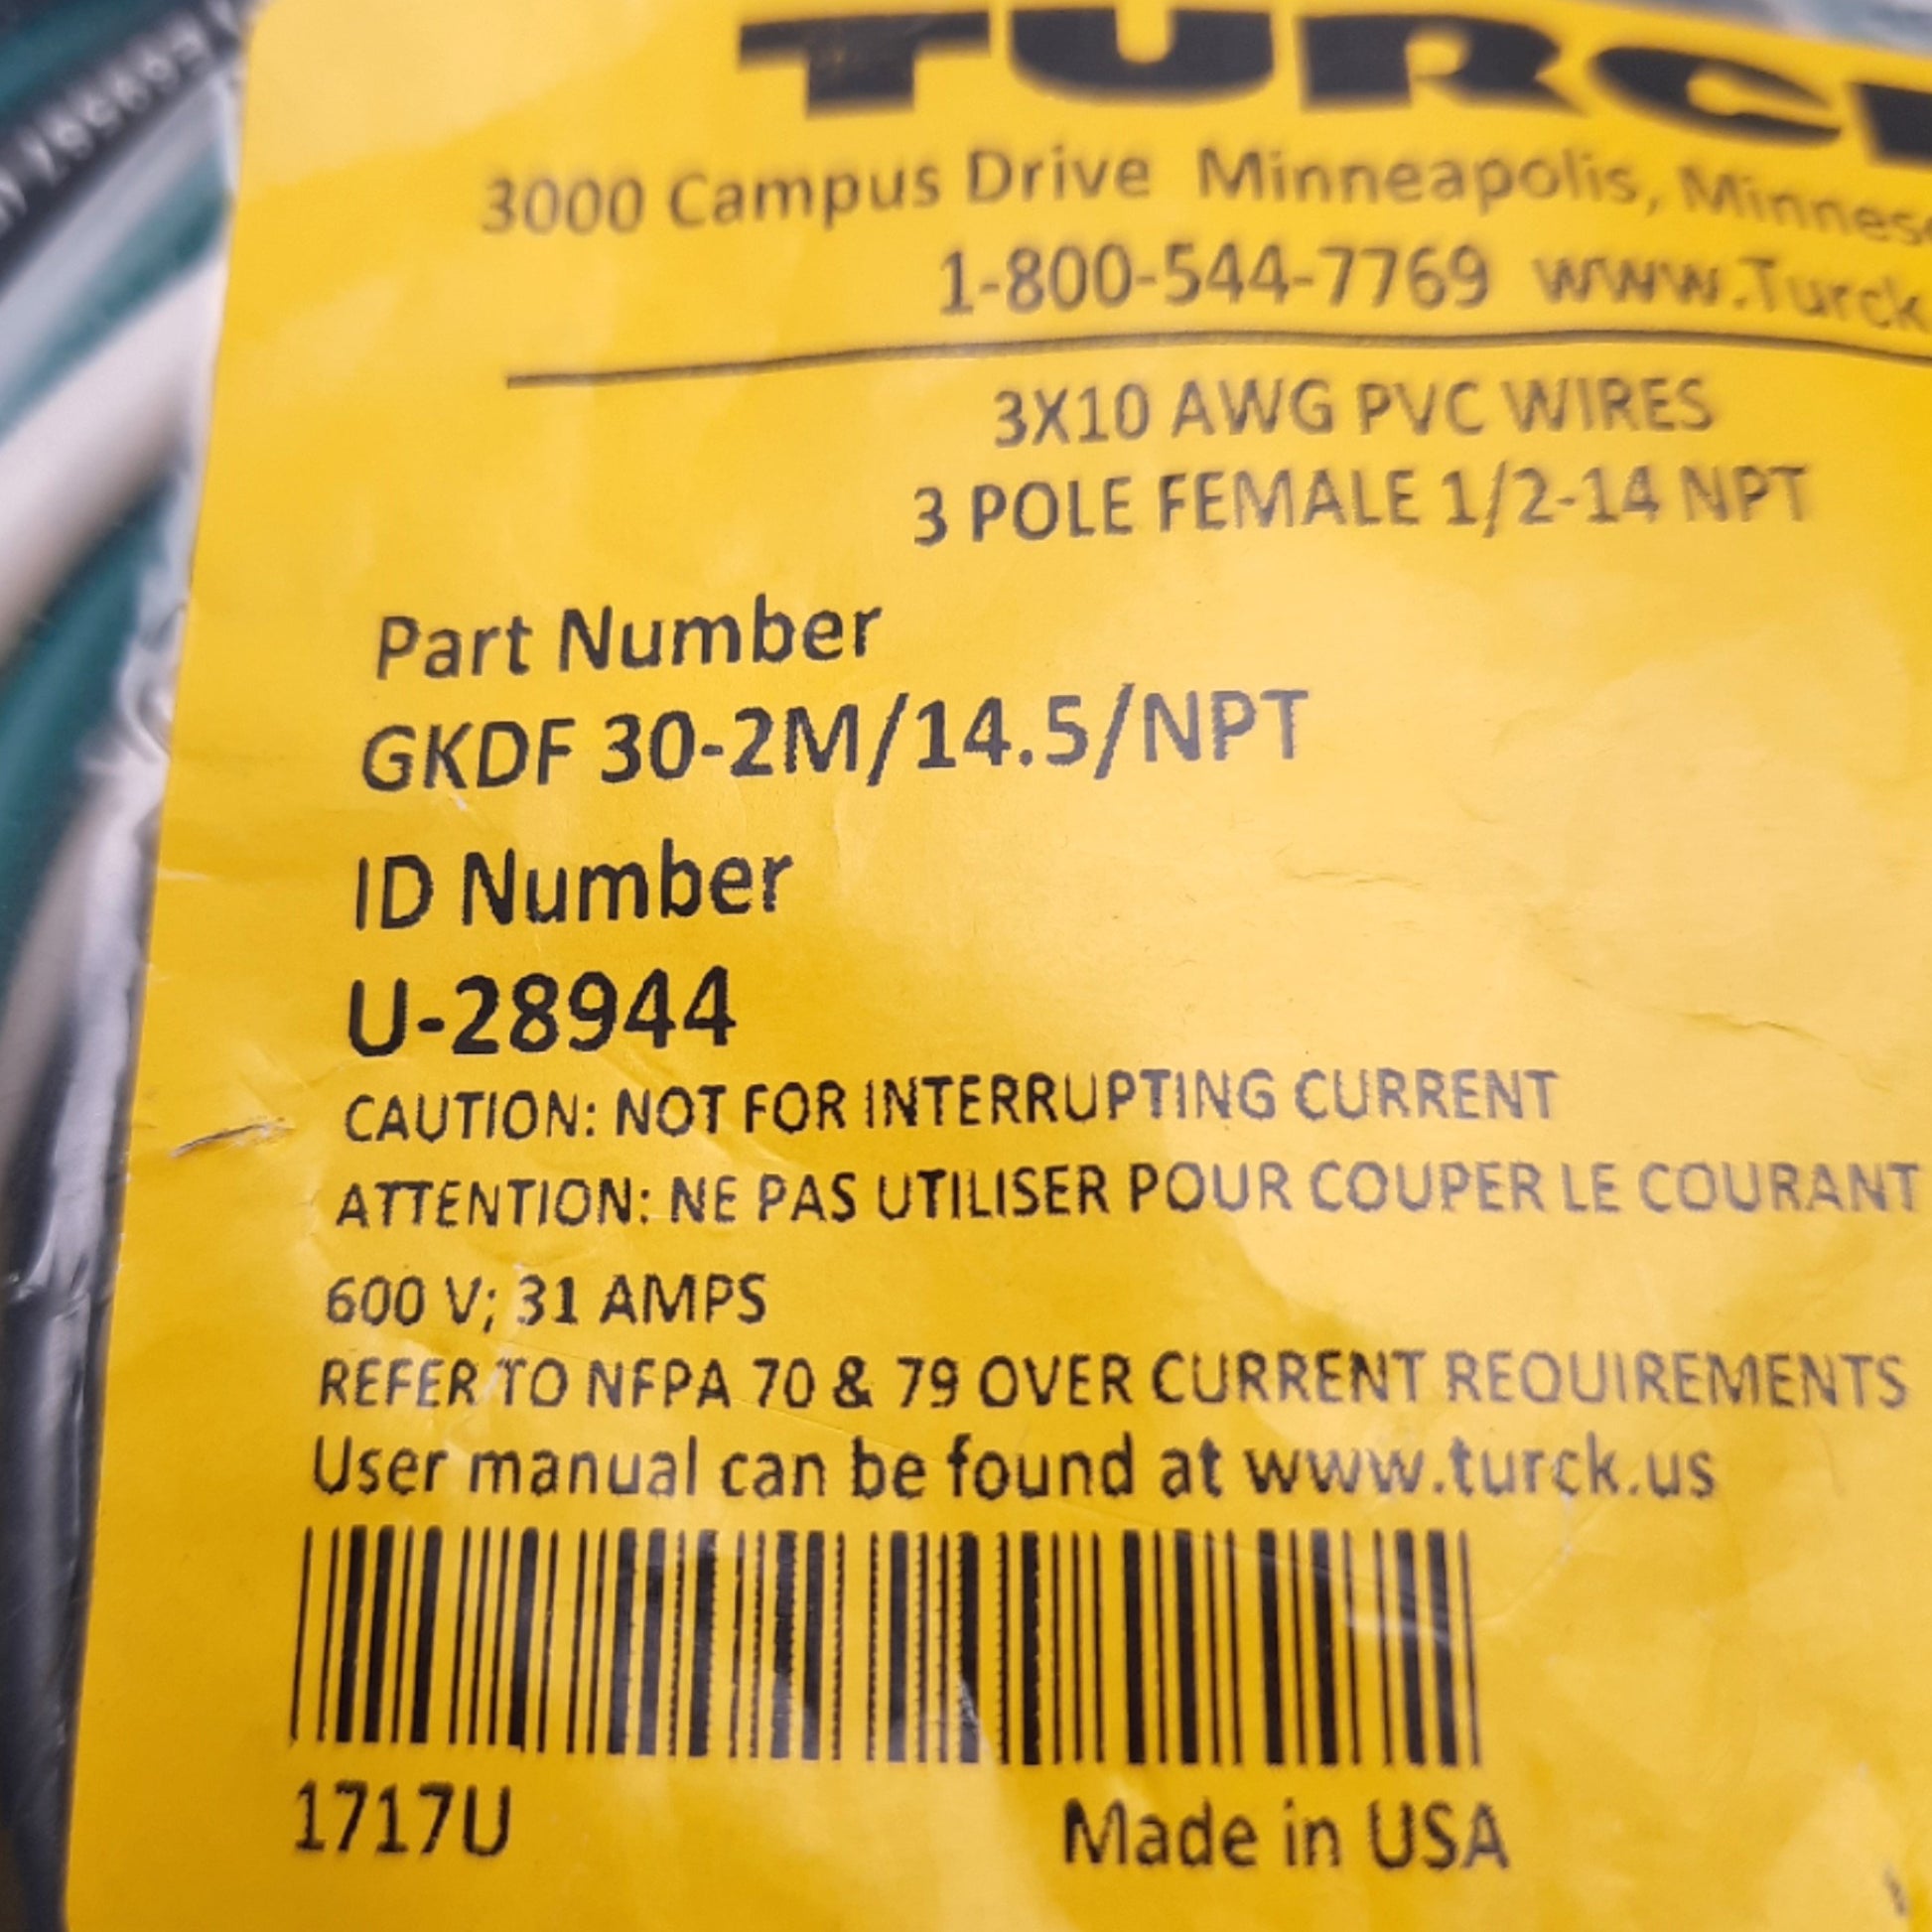 TURCK
3000 Campus Drive Minneapolis, Minnes
1-800-544-7769 www.Turck
3X10 AWG PVC WIRES
3 POLE FEMALE 1/2-14 NPT
Part Number
GKDF 30-2M/14.5/NPT
ID Number
U-28944
CAUTION: NOT FOR INTERRUPTING CURRENT
ATTENTION: NE PAS UTILISER POUR COUPER LE COURANT
600 V; 31 AMPS
REFER TO NFPA 70 & 79 OVER CURRENT REQUIREMENTS
User manual can be found at www.turck.us
1717U
Made in USA